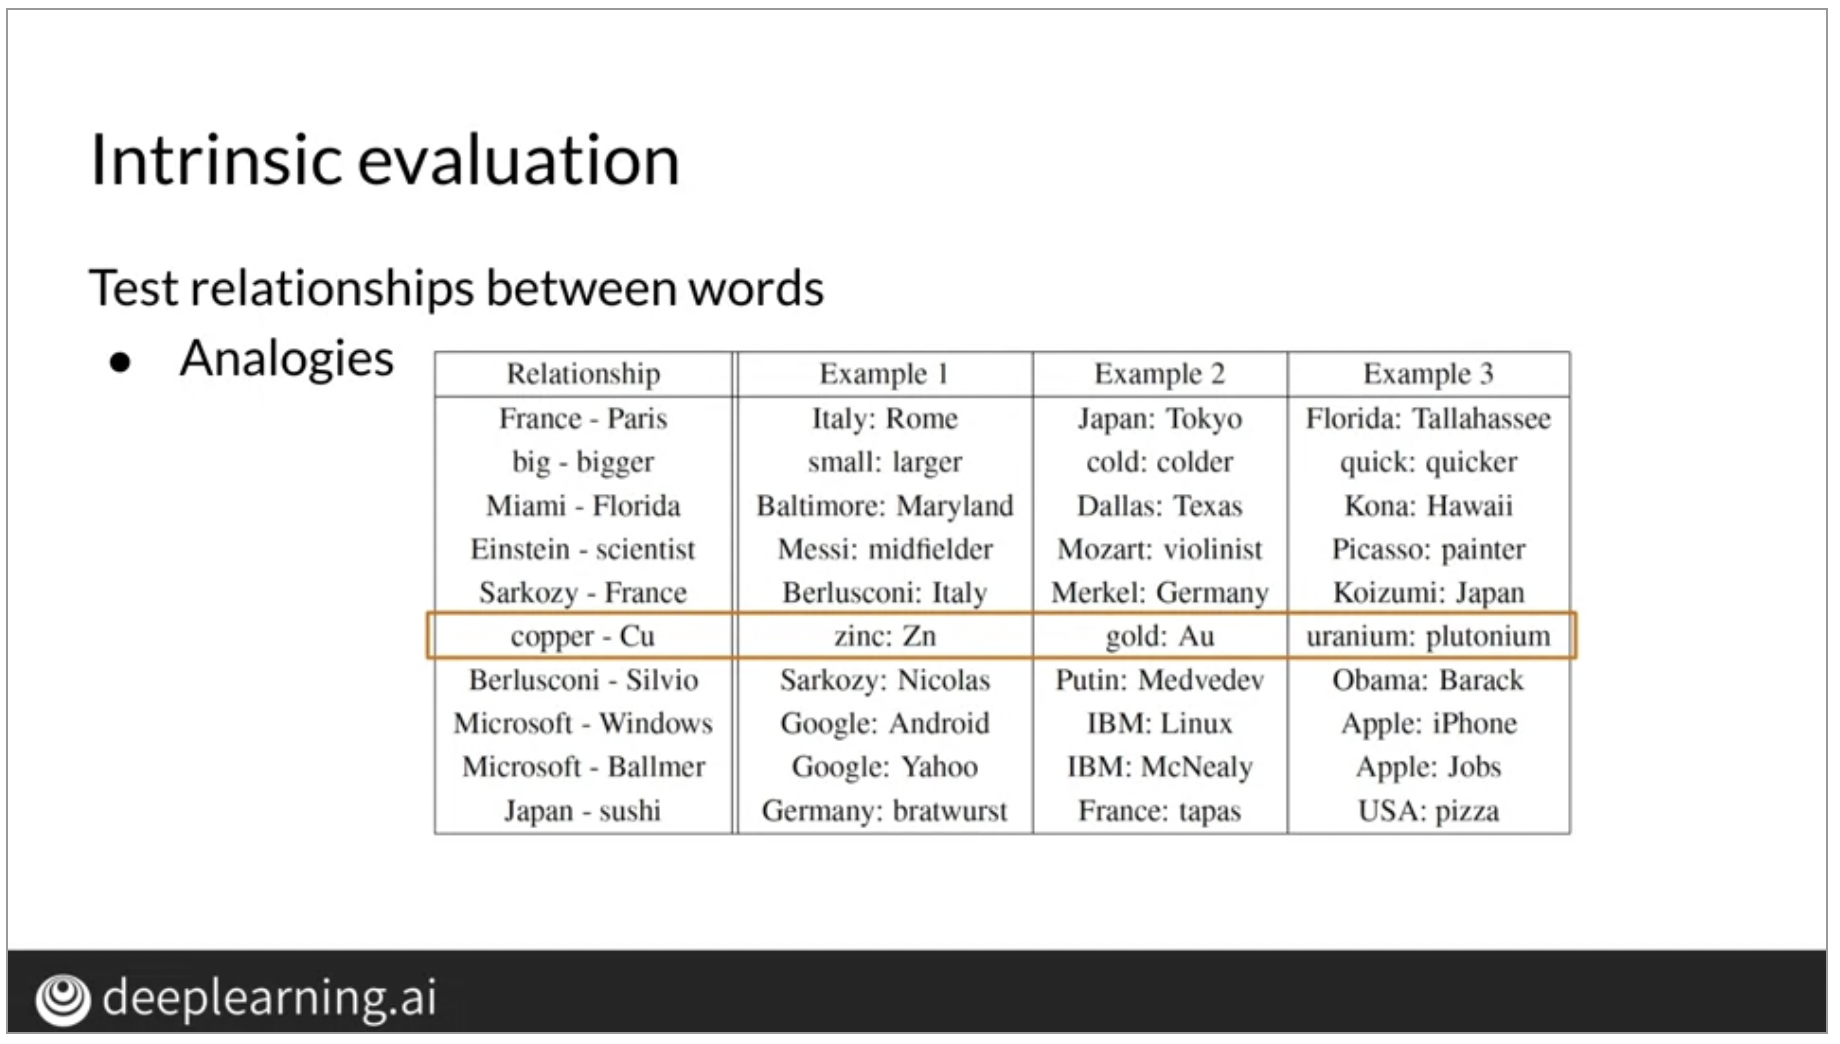 Intrinsic evaluation
Test relationships between words
● Analogies
Relationship Example 1 Example 2 Example 3
France - Paris Italy: Rome Japan: Tokyo Florida: Tallahassee
big - bigger small: larger cold: colder quick: quicker
Miami - Florida Baltimore: Maryland Dallas: Texas Kona: Hawaii
Einstein - scientist Messi: midfielder Mozart: violinist Picasso: painter
Sarkozy - France Berlusconi: Italy Merkel: Germany Koizumi: Japan
copper - Cu zinc: Zn gold: Au uranium: plutonium
Berlusconi - Silvio Sarkozy: Nicolas Putin: Medvedev Obama: Barack
Microsoft - Windows Google: Android IBM: Linux Apple: iPhone
Microsoft - Ballmer Google: Yahoo IBM: McNealy Apple: Jobs
Japan - sushi Germany: bratwurst France: tapas USA: pizza
deeplearning.ai